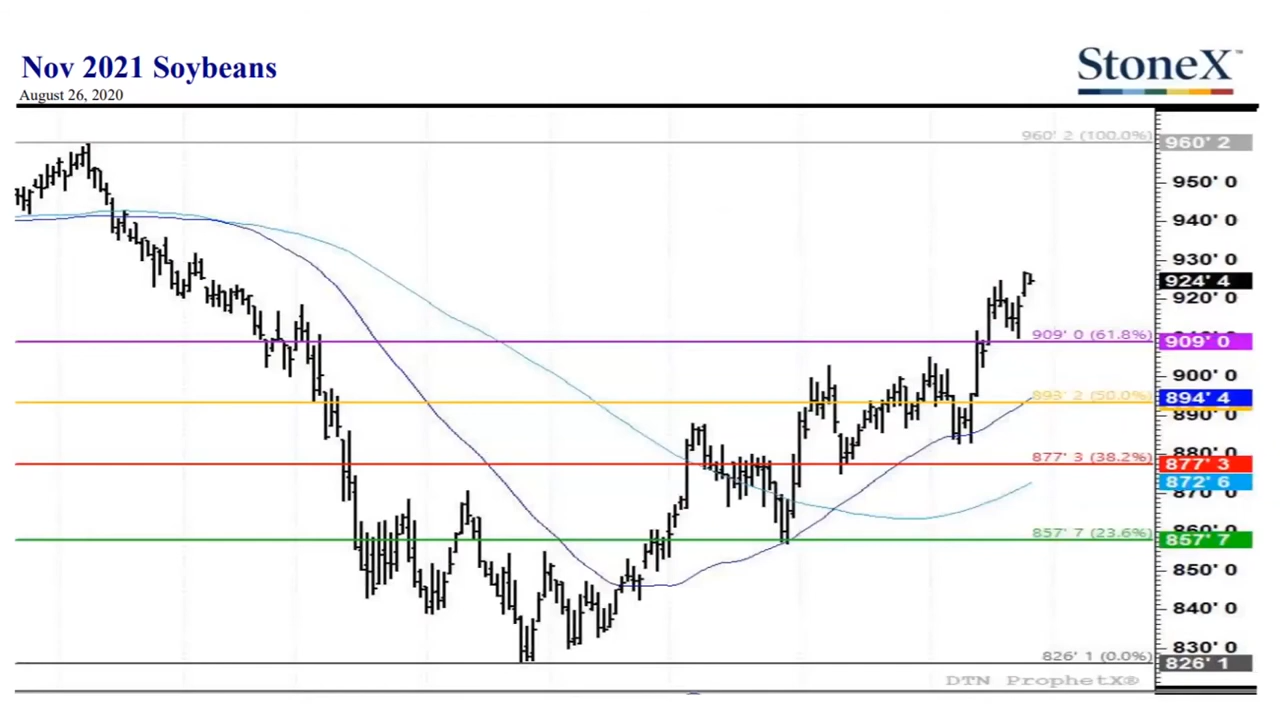 Nov 2021 Soybeans
StoneX™
August 26, 2020
960' 2 (100.0%)
960' 2
950' 0
940' 0
930' 0
924' 4
920' 0
909' 0 (61.8%)
909' 0
900' 0
893' 2 (50.0%)
894' 4
890' 0
880' 0
877' 3 (38.2%)
877' 3
872' 6
870' 0
860' 0
857' 7 (23.6%)
857' 7
850' 0
840' 0
830' 0
826' 1 (0.0%)
826' 1
DTN ProphetX®